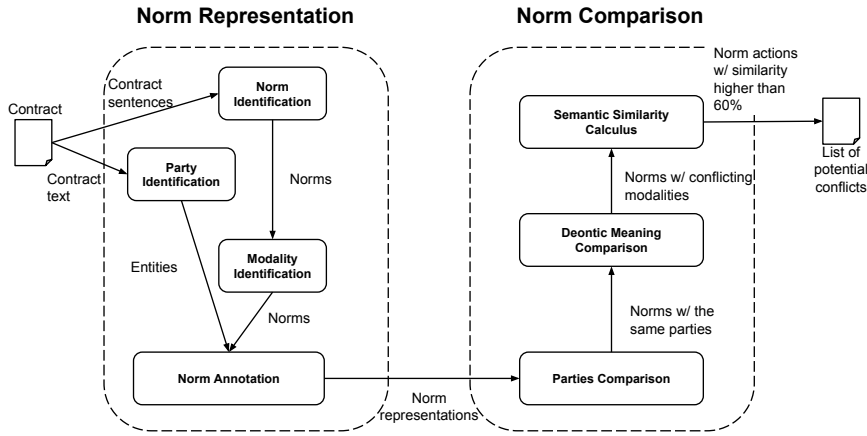 Norm Representation
Norm Comparison
Contract
Contract
sentences
Norm
Identification
Contract
text
Party
Identification
Norms
Entities
Modality
Identification
Norms
Norm Annotation
Norm
representations
Parties Comparison
Norms w/ the
same parties
Deontic Meaning
Comparison
Norms w/ conflicting
modalities
Semantic Similarity
Calculus
Norm actions
w/ similarity
higher than
60%
List of
potential
conflicts